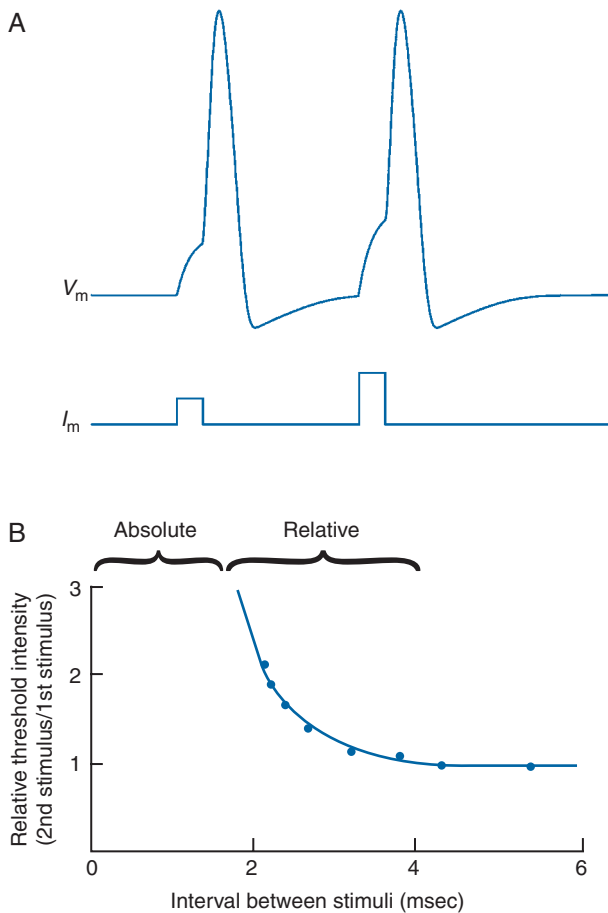 A
Vm
Im
B
Absolute Relative
3
2
1
Relative threshold intensity
(2nd stimulus/1st stimulus)
0 2 4 6
Interval between stimuli (msec)